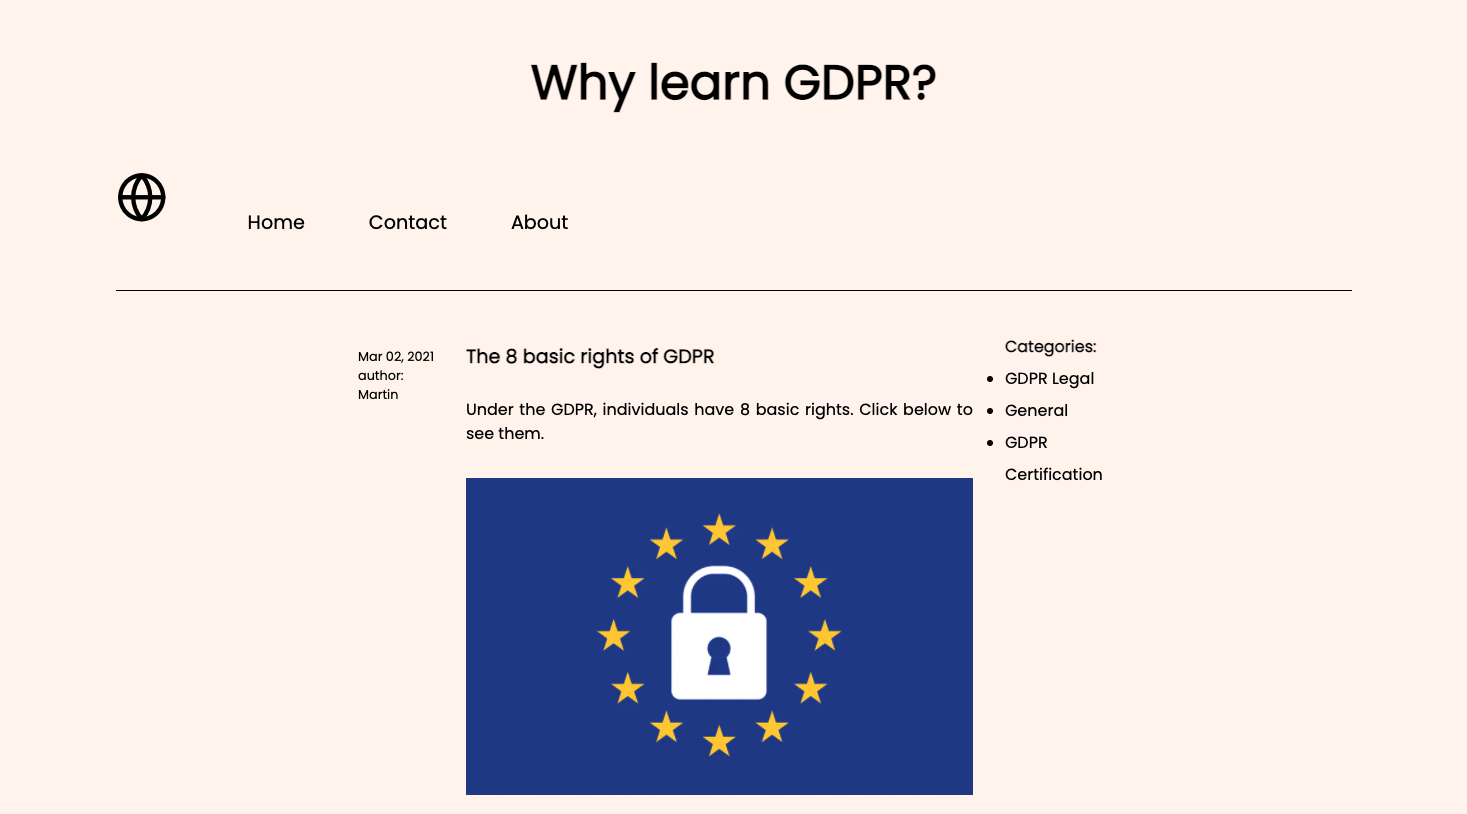 Why learn GDPR?
Home Contact About
Mar 02, 2021
author:
Martin
The 8 basic rights of GDPR
Under the GDPR, individuals have 8 basic rights. Click below to
see them.
Categories:
GDPR Legal
General
GDPR
Certification